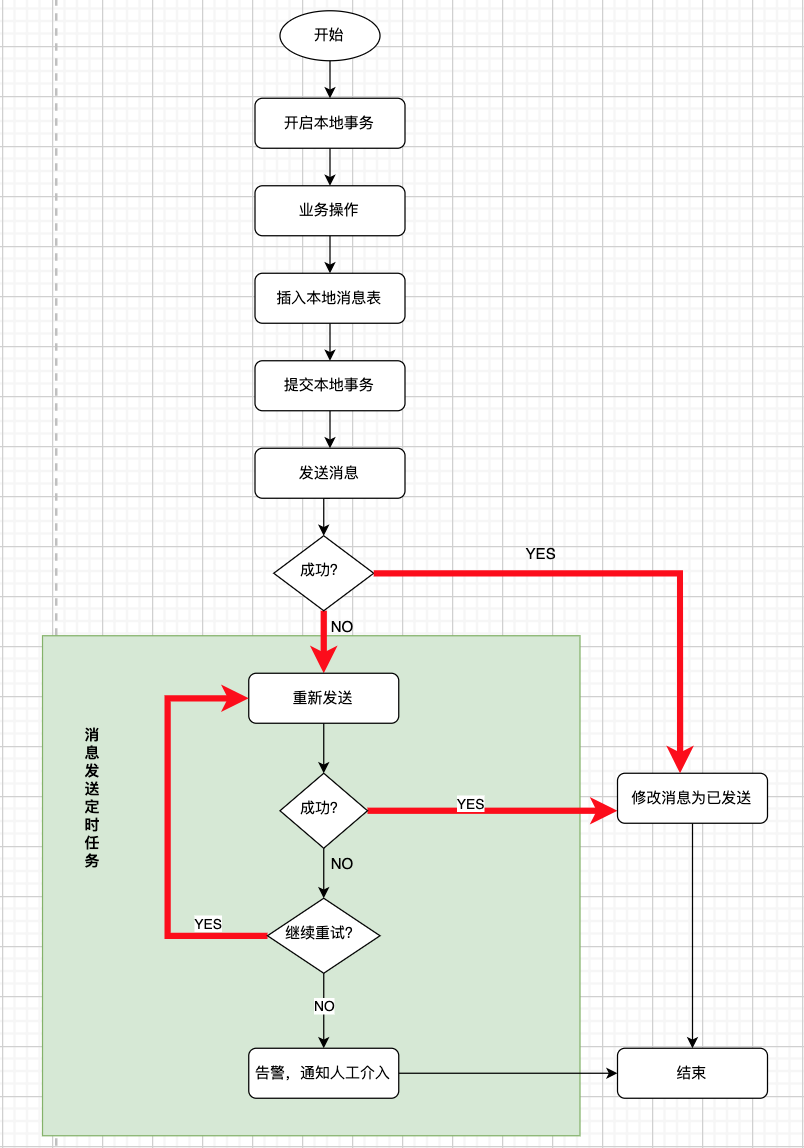 开始
开启本地事务
业务操作
插入本地消息表
提交本地事务
发送消息
成功?
YES
NO
重新发送
消息发送定时任务
成功?
YES
修改消息为已发送
NO
继续重试?
YES
NO
告警，通知人工介入
结束